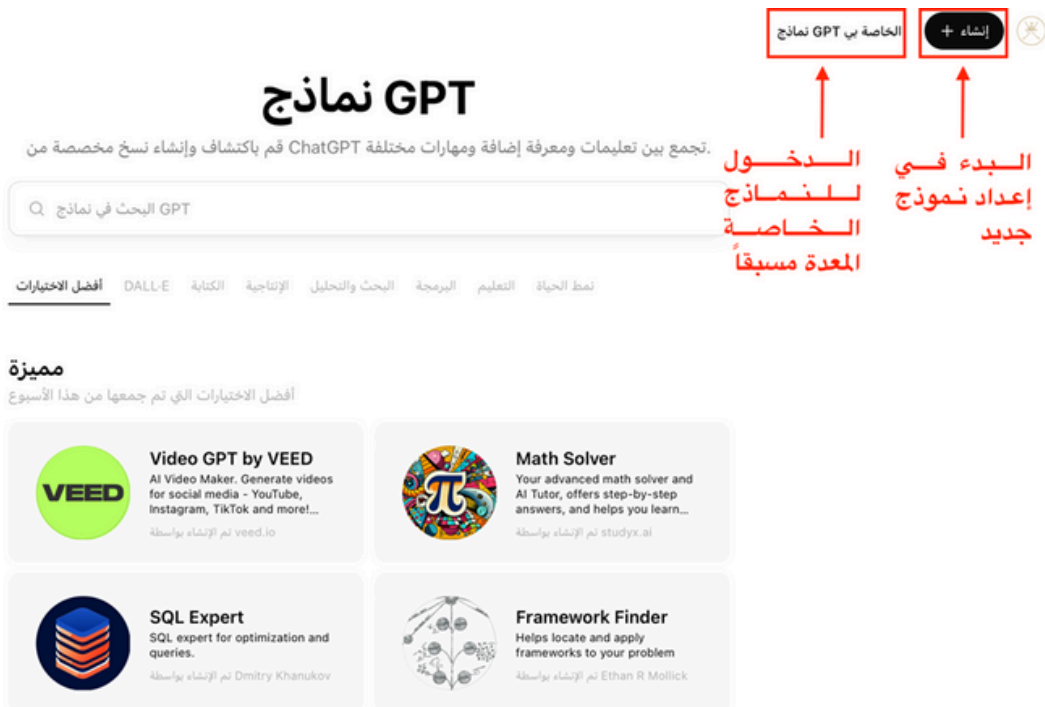 إنشاء +
نماذج GPT الخاصة بي
البدء في
إعداد نموذج
جديد
الدخول
للنماذج
الخاصة
المعدة مسبقاً
نماذج GPT
قم باكتشاف وإنشاء نسخ مخصصة من ChatGPT تجمع بين تعليمات ومعرفة إضافة ومهارات مختلفة.
البحث في نماذج GPT
أفضل الاختيارات DALL·E الكتابة الإنتاجية البحث والتحليل البرمجة التعليم نمط الحياة
مميزة
أفضل الاختيارات التي تم جمعها من هذا الأسبوع
VEED
Video GPT by VEED
AI Video Maker. Generate videos
for social media - YouTube,
Instagram, TikTok and more!...
تم الإنشاء بواسطة veed.io
Math Solver
Your advanced math solver and
AI Tutor, offers step-by-step
answers, and helps you learn...
تم الإنشاء بواسطة studyx.ai
SQL Expert
SQL expert for optimization and
queries.
تم الإنشاء بواسطة Dmitry Khanukov
Framework Finder
Helps locate and apply
frameworks to your problem
تم الإنشاء بواسطة Ethan R Mollick